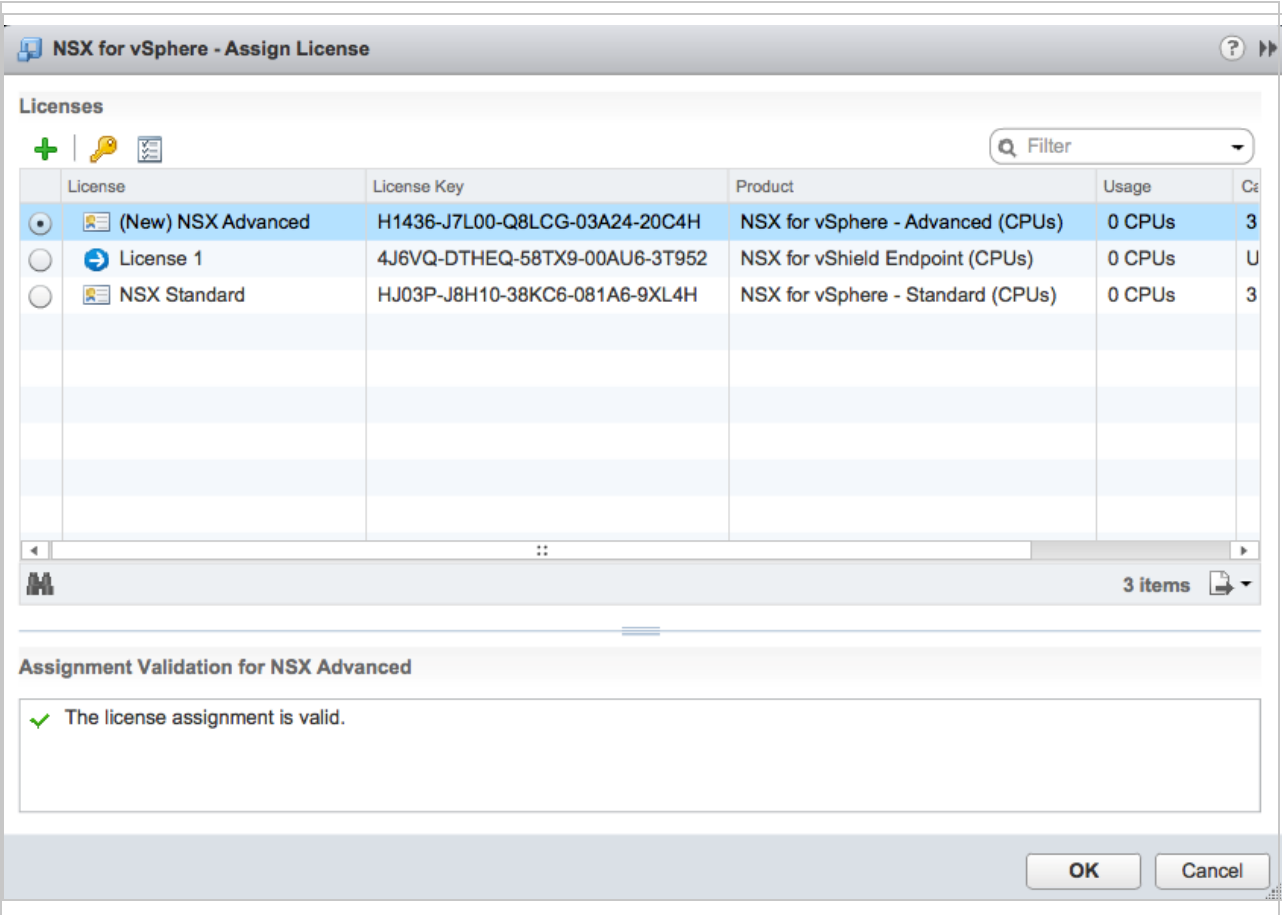 NSX for vSphere - Assign License ?
Licenses
Filter
License License Key Product Usage Ca
(New) NSX Advanced H1436-J7L00-Q8LCG-03A24-20C4H NSX for vSphere - Advanced (CPUs) 0 CPUs 3
License 1 4J6VQ-DTHEQ-58TX9-00AU6-3T952 NSX for vShield Endpoint (CPUs) 0 CPUs U
NSX Standard HJ03P-J8H10-38KC6-081A6-9XL4H NSX for vSphere - Standard (CPUs) 0 CPUs 3
3 items
Assignment Validation for NSX Advanced
The license assignment is valid.
OK Cancel